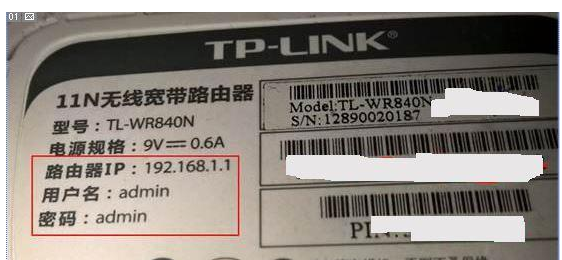 01
TP-LINK®
11N无线宽带路由器
型号：TL-WR840N
电源规格：9V⎓0.6A
路由器IP：192.168.1.1
用户名：admin
密码：admin
Model:TL-WR840N
S/N:12890020187
PIN: